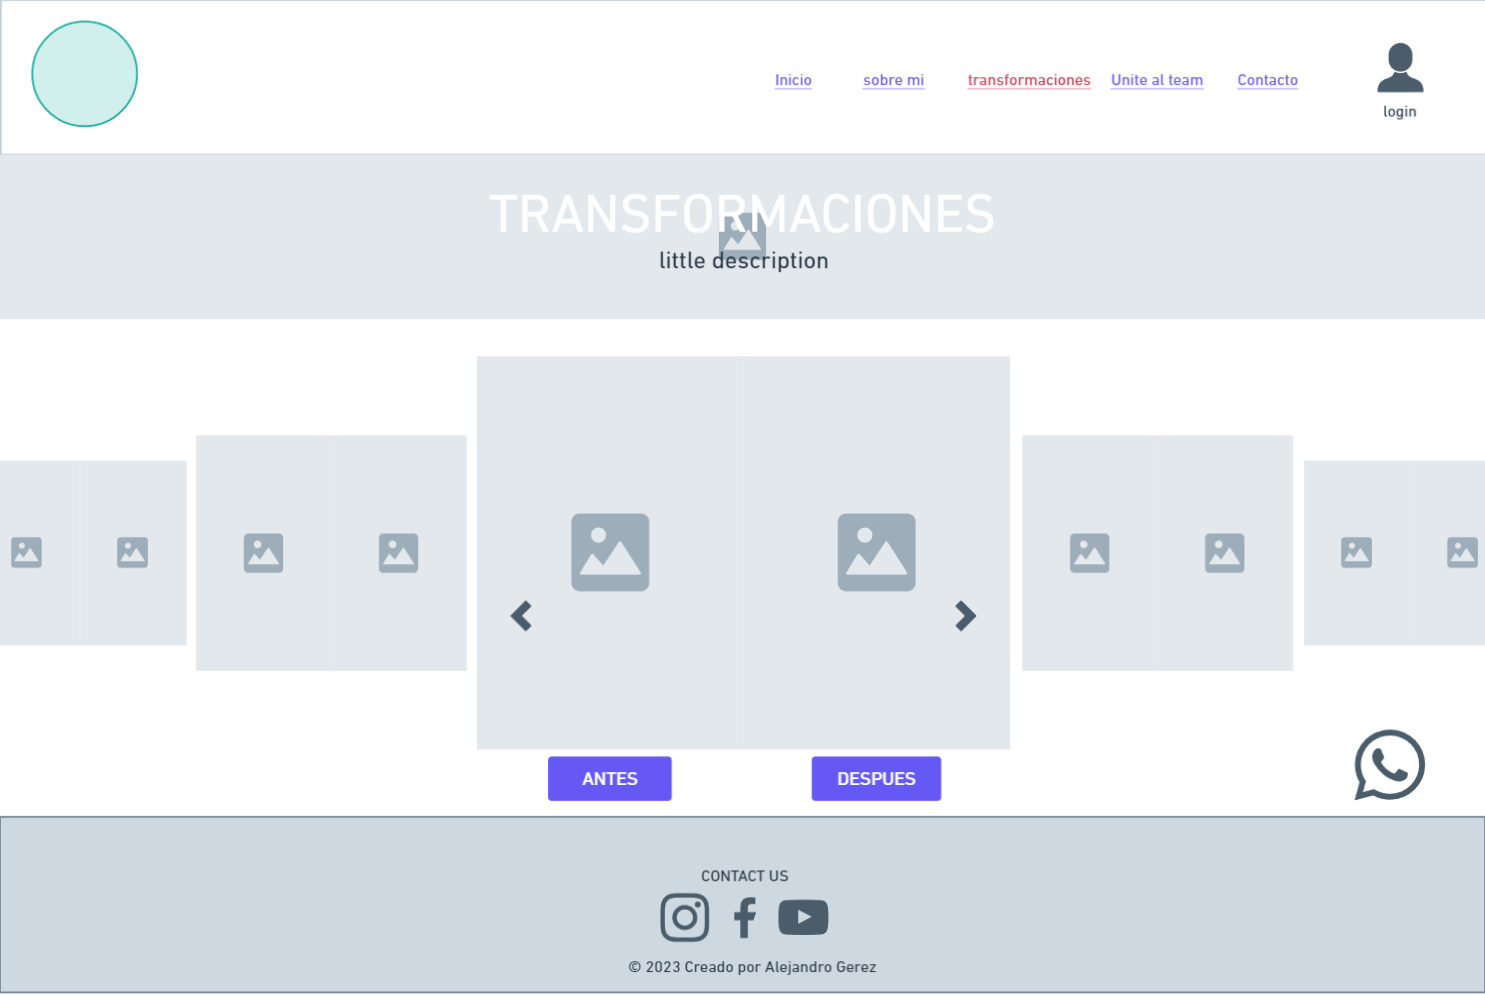 Inicio sobre mi transformaciones Unite al team Contacto
login
TRANSFORMACIONES
little description
ANTES DESPUES
CONTACT US
© 2023 Creado por Alejandro Gerez